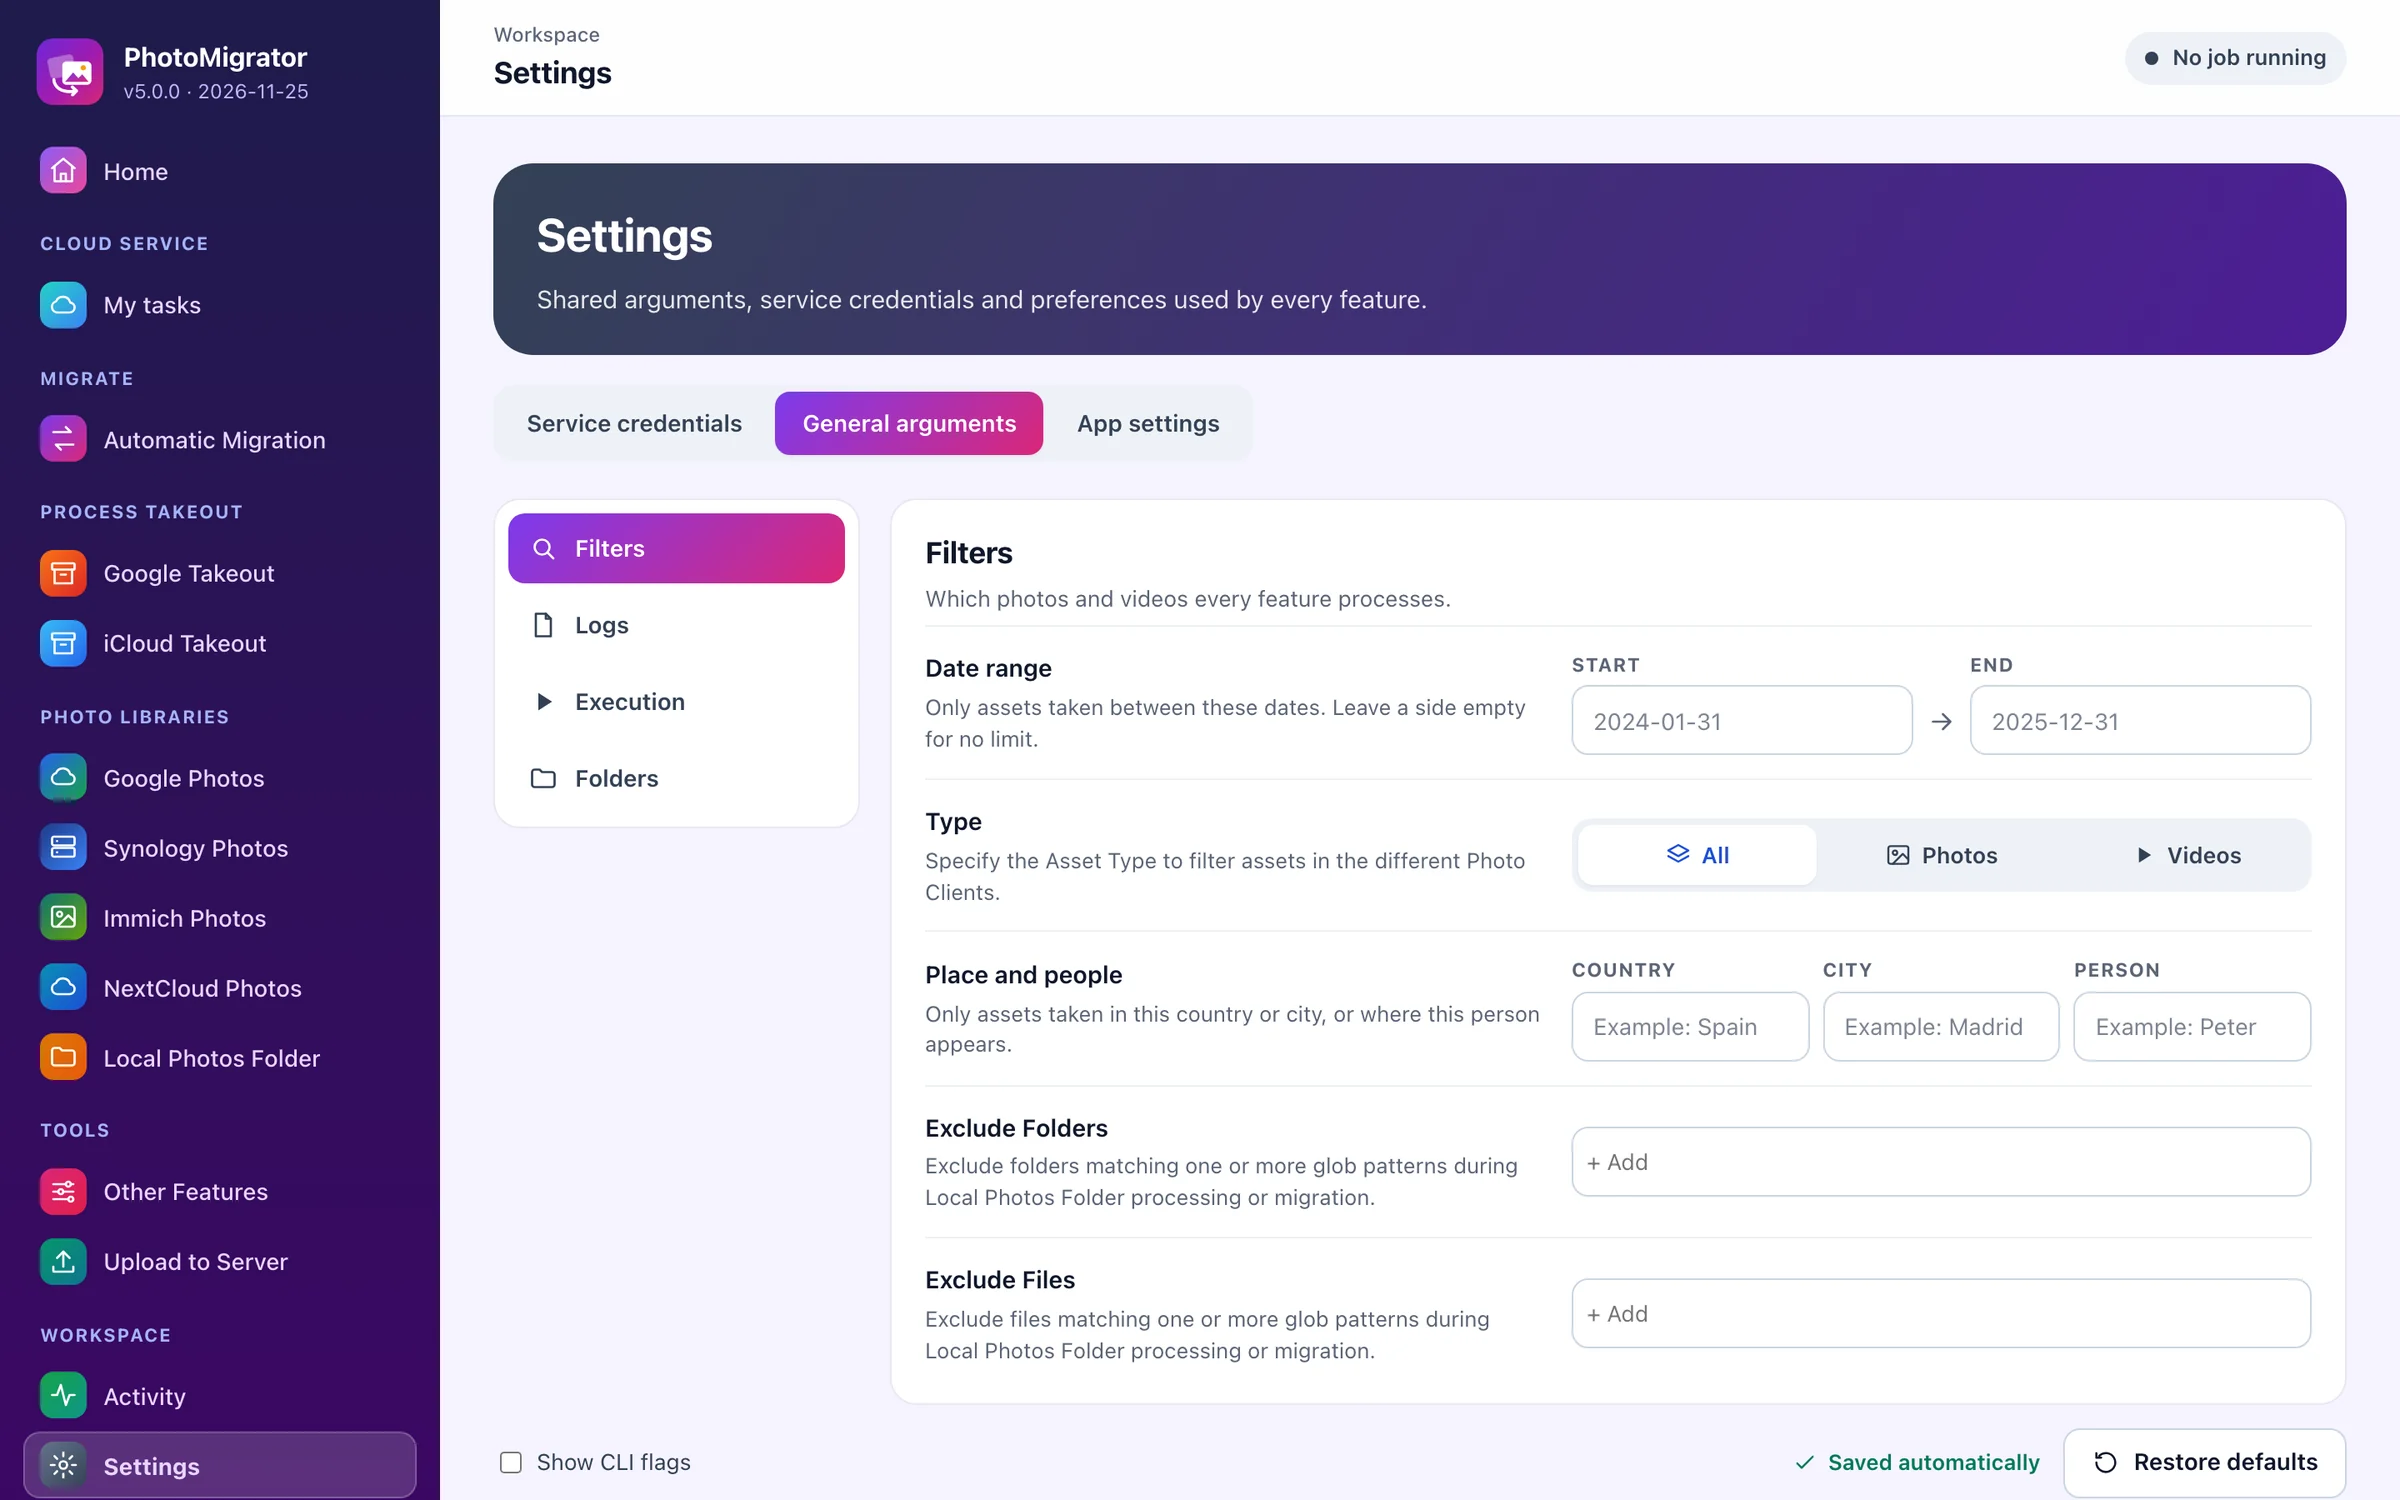 PhotoMigrator
v5.0.0 · 2026-11-25
Home
CLOUD SERVICE
My tasks
MIGRATE
Automatic Migration
PROCESS TAKEOUT
Google Takeout
iCloud Takeout
PHOTO LIBRARIES
Google Photos
Synology Photos
Immich Photos
NextCloud Photos
Local Photos Folder
TOOLS
Other Features
Upload to Server
WORKSPACE
Activity
Settings
Workspace
Settings
No job running
Settings
Shared arguments, service credentials and preferences used by every feature.
Service credentials
General arguments
App settings
Filters
Logs
Execution
Folders
Filters
Which photos and videos every feature processes.
Date range
Only assets taken between these dates. Leave a side empty
for no limit.
START
2024-01-31
→
END
2025-12-31
Type
Specify the Asset Type to filter assets in the different Photo
Clients.
All
Photos
Videos
Place and people
Only assets taken in this country or city, or where this person
appears.
COUNTRY
Example: Spain
CITY
Example: Madrid
PERSON
Example: Peter
Exclude Folders
Exclude folders matching one or more glob patterns during
Local Photos Folder processing or migration.
+ Add
Exclude Files
Exclude files matching one or more glob patterns during
Local Photos Folder processing or migration.
+ Add
Show CLI flags
Saved automatically
Restore defaults